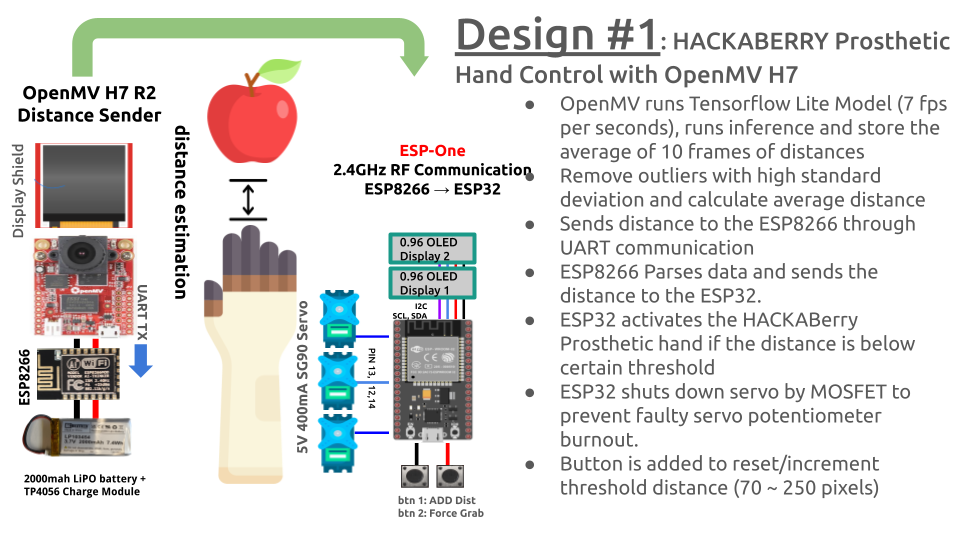 Design #1: HACKABERRY Prosthetic
Hand Control with OpenMV H7
OpenMV H7 R2
Distance Sender
Display Shield
OpenMV
UART TX
ESP8266
WiFi
2000mah LiPO battery +
TP4056 Charge Module
distance estimation
ESP-One
2.4GHz RF Communication
ESP8266 → ESP32
0.96 OLED
Display 2
0.96 OLED
Display 1
I2C
SCL, SDA
5V 400mA SG90 Servo
PIN 13,
12,14
btn 1: ADD Dist
btn 2: Force Grab
● OpenMV runs Tensorflow Lite Model (7 fps
per seconds), runs inference and store the
average of 10 frames of distances
● Remove outliers with high standard
deviation and calculate average distance
● Sends distance to the ESP8266 through
UART communication
● ESP8266 Parses data and sends the
distance to the ESP32.
● ESP32 activates the HACKABerry
Prosthetic hand if the distance is below
certain threshold
● ESP32 shuts down servo by MOSFET to
prevent faulty servo potentiometer
burnout.
● Button is added to reset/increment
threshold distance (70 ~ 250 pixels)